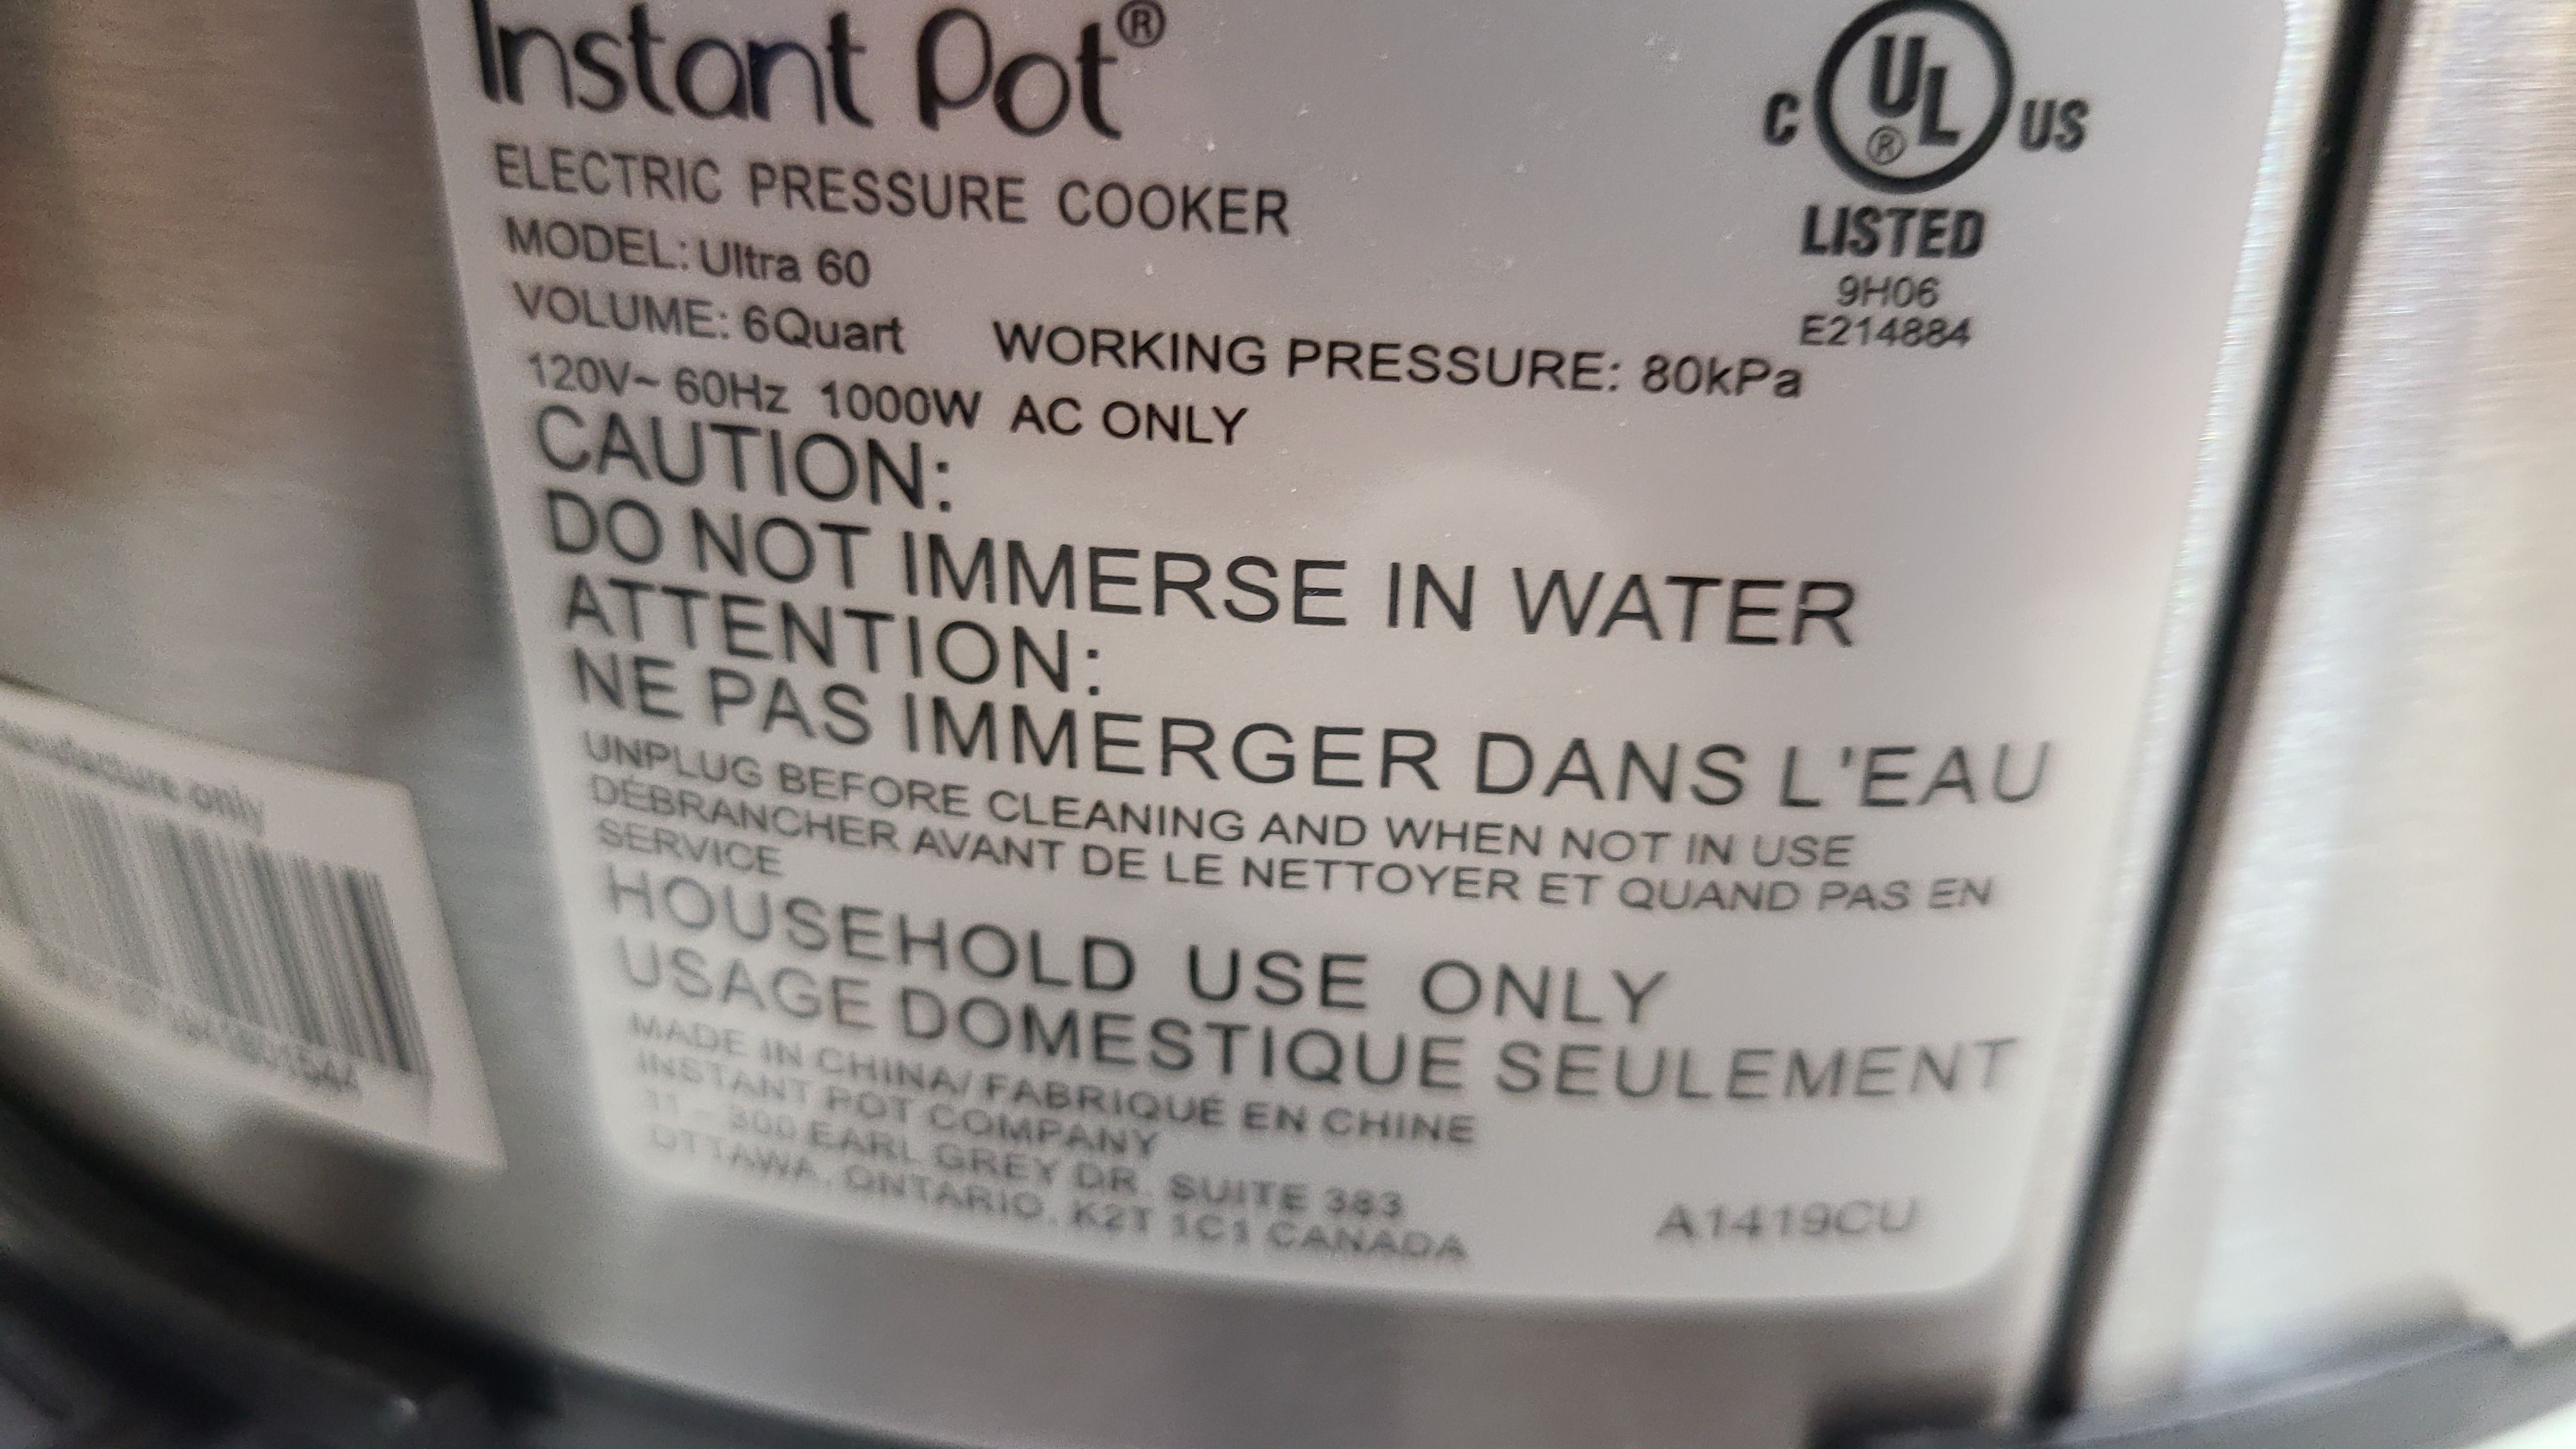 Instant Pot®
C UL® US
LISTED
9H06
E214884
ELECTRIC PRESSURE COOKER
MODEL: Ultra 60
VOLUME: 6Quart WORKING PRESSURE: 80kPa
120V~ 60Hz 1000W AC ONLY
CAUTION:
DO NOT IMMERSE IN WATER
ATTENTION:
NE PAS IMMERGER DANS L'EAU
UNPLUG BEFORE CLEANING AND WHEN NOT IN USE
DÉBRANCHER AVANT DE LE NETTOYER ET QUAND PAS EN
SERVICE
HOUSEHOLD USE ONLY
USAGE DOMESTIQUE SEULEMENT
MADE IN CHINA/ FABRIQUÉ EN CHINE
INSTANT POT COMPANY
11 - 300 EARL GREY DR. SUITE 383
OTTAWA, ONTARIO, K2T 1C1 CANADA
A1419CU
only